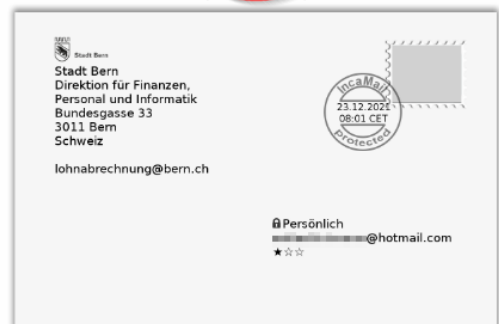 Stadt Bern
Stadt Bern
Direktion für Finanzen,
Personal und Informatik
Bundesgasse 33
3011 Bern
Schweiz
lohnabrechnung@bern.ch
IncaMail
23.12.2021
08:01 CET
protected
Persönlich
@hotmail.com